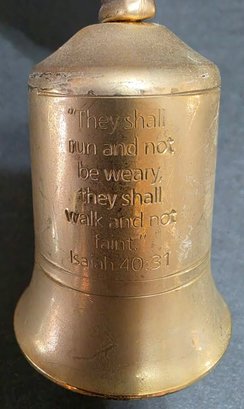 "They shall
run and not
be weary,
they shall
walk and not
faint."
Isaiah 40:31